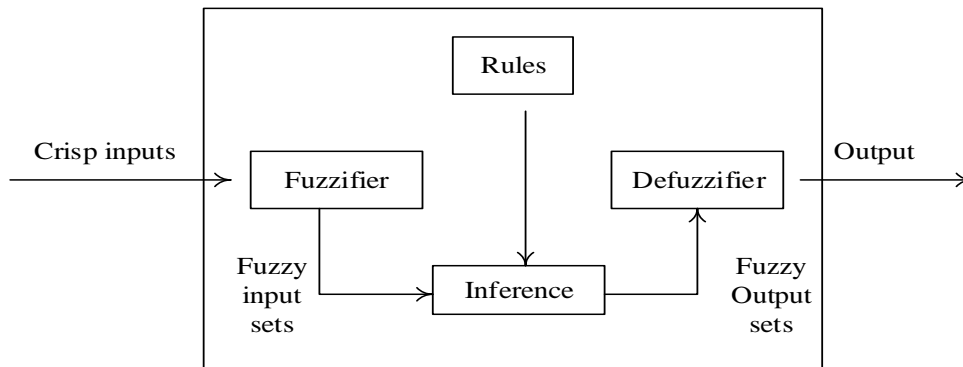 Rules
Crisp inputs
Fuzzifier
Defuzzifier
Output
Fuzzy
input
sets
Inference
Fuzzy
Output
sets